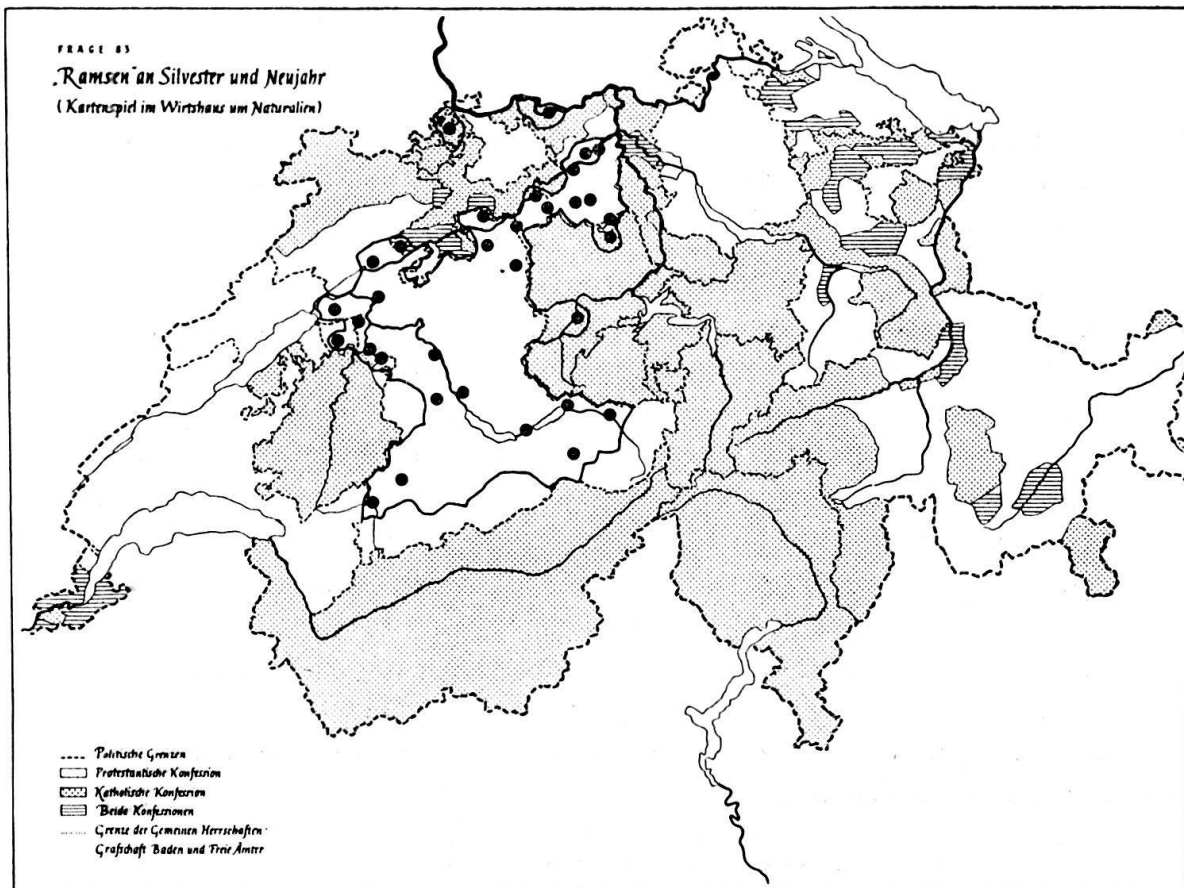 FRAGE 83
„Ramsen“ an Silvester und Neujahr
(Kartenspiel im Wirtshaus um Naturalien)
Politische Grenzen
Protestantische Konfession
Katholische Konfession
Beide Konfessionen
Grenze der Gemeinen Herrschaften
Grafschaft Baden und Freie Ämter